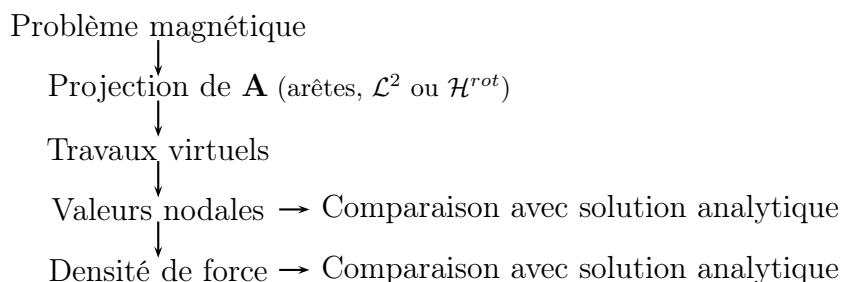 Problème magnétique
Projection de A (arêtes, L² ou H^rot)
Travaux virtuels
Valeurs nodales → Comparaison avec solution analytique
Densité de force → Comparaison avec solution analytique